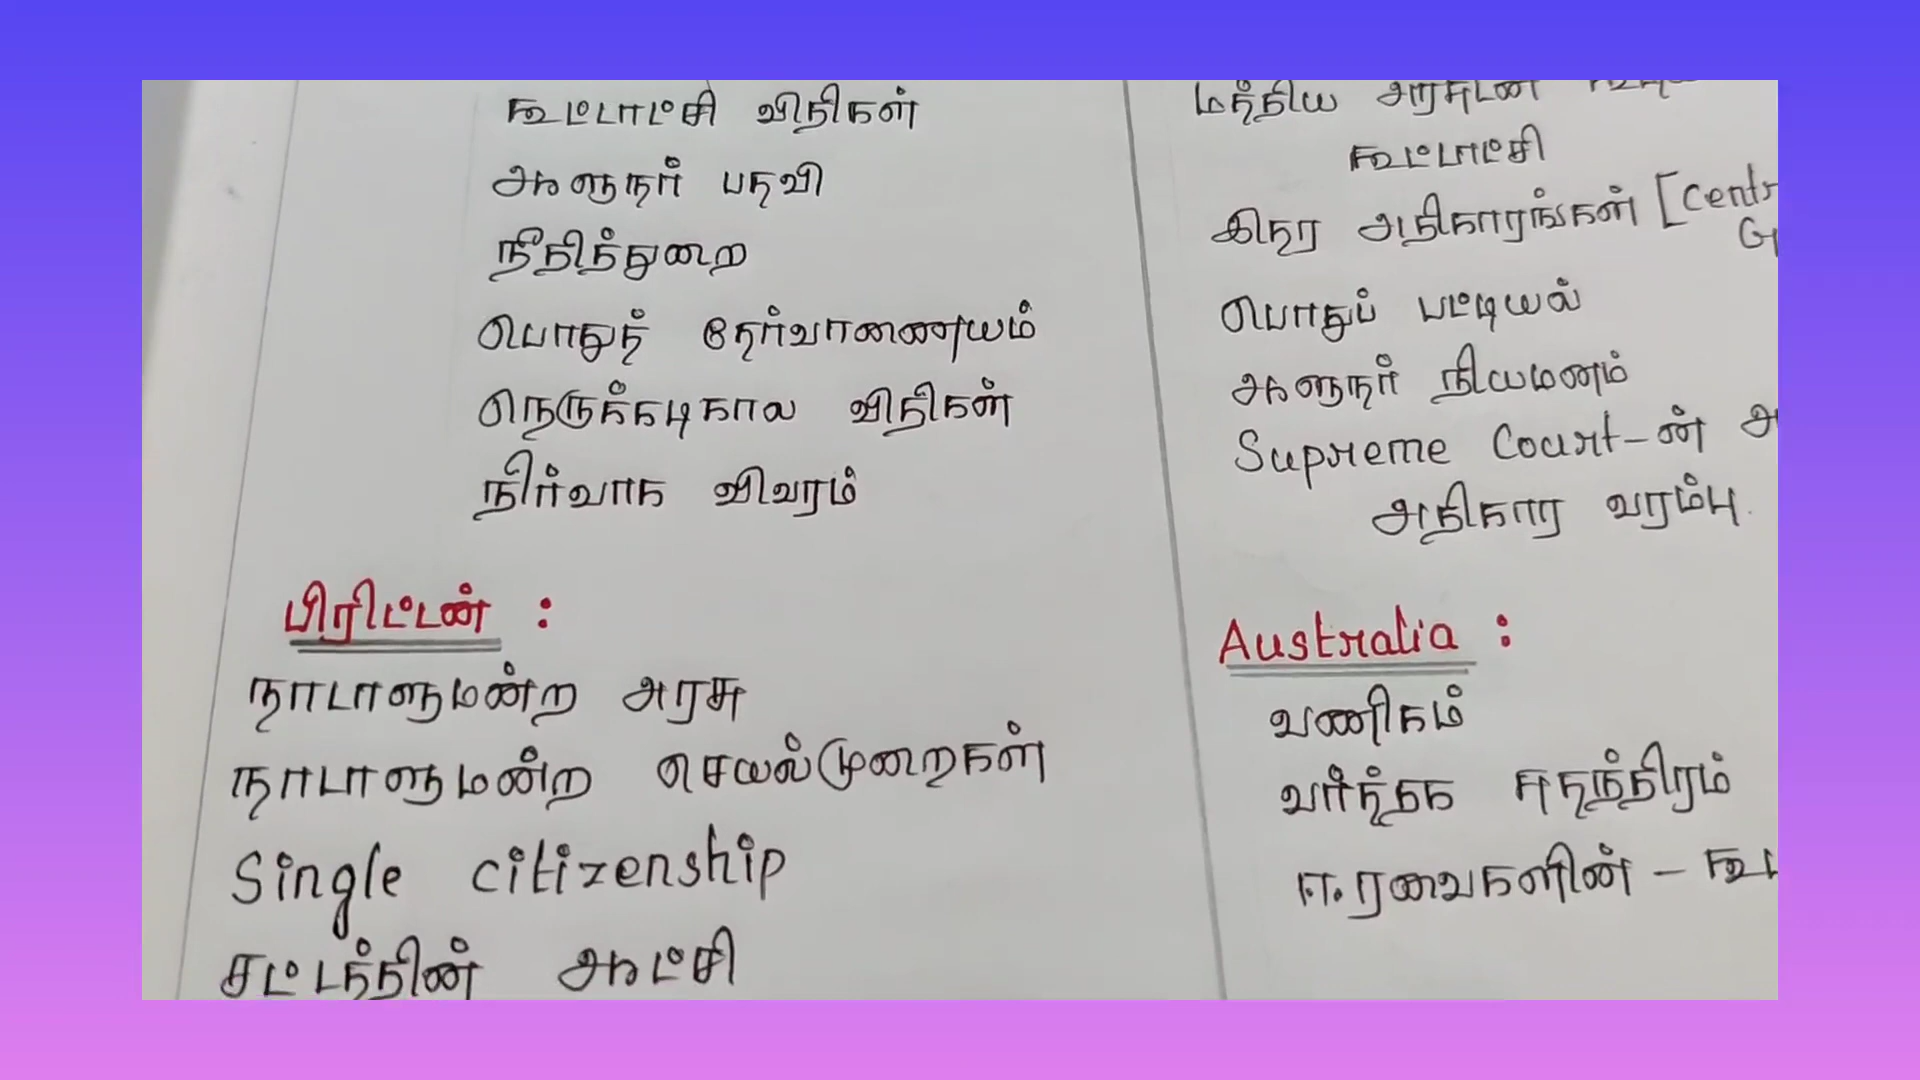 கூட்டாட்சி விதிகள்
ஆளுநர் பதவி
நீதித்துறை
பொதுத் தேர்வாணையம்
நெருக்கடிகால விதிகள்
நிர்வாக விவரம்
பிரிட்டன் :
நாடாளுமன்ற அரசு
நாடாளுமன்ற செயல்முறைகள்
Single citizenship
சட்டத்தின் ஆட்சி
மத்திய அரசுடன்
கூட்டாட்சி
இதர அதிகாரங்கள் [Centr
பொதுப் பட்டியல்
ஆளுநர் நியமனம்
Supreme Court-ன்
அதிகார வரம்பு.
Australia :
வணிகம்
வர்த்தக சுதந்திரம்
ஈ.ரவைகளின் -